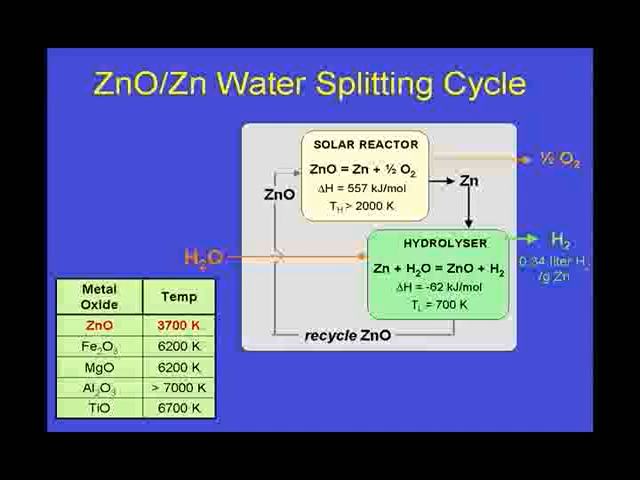 ZnO/Zn Water Splitting Cycle
SOLAR REACTOR
ZnO = Zn + ½ O₂
ΔH = 557 kJ/mol
T_H > 2000 K
½ O₂
Zn
ZnO
HYDROLYSER
Zn + H₂O = ZnO + H₂
ΔH = -62 kJ/mol
T_L = 700 K
H₂
0.34 liter H₂
/g Zn
H₂O
recycle ZnO
Metal Oxide Temp
ZnO 3700 K
Fe₂O₃ 6200 K
MgO 6200 K
Al₂O₃ > 7000 K
TiO 6700 K